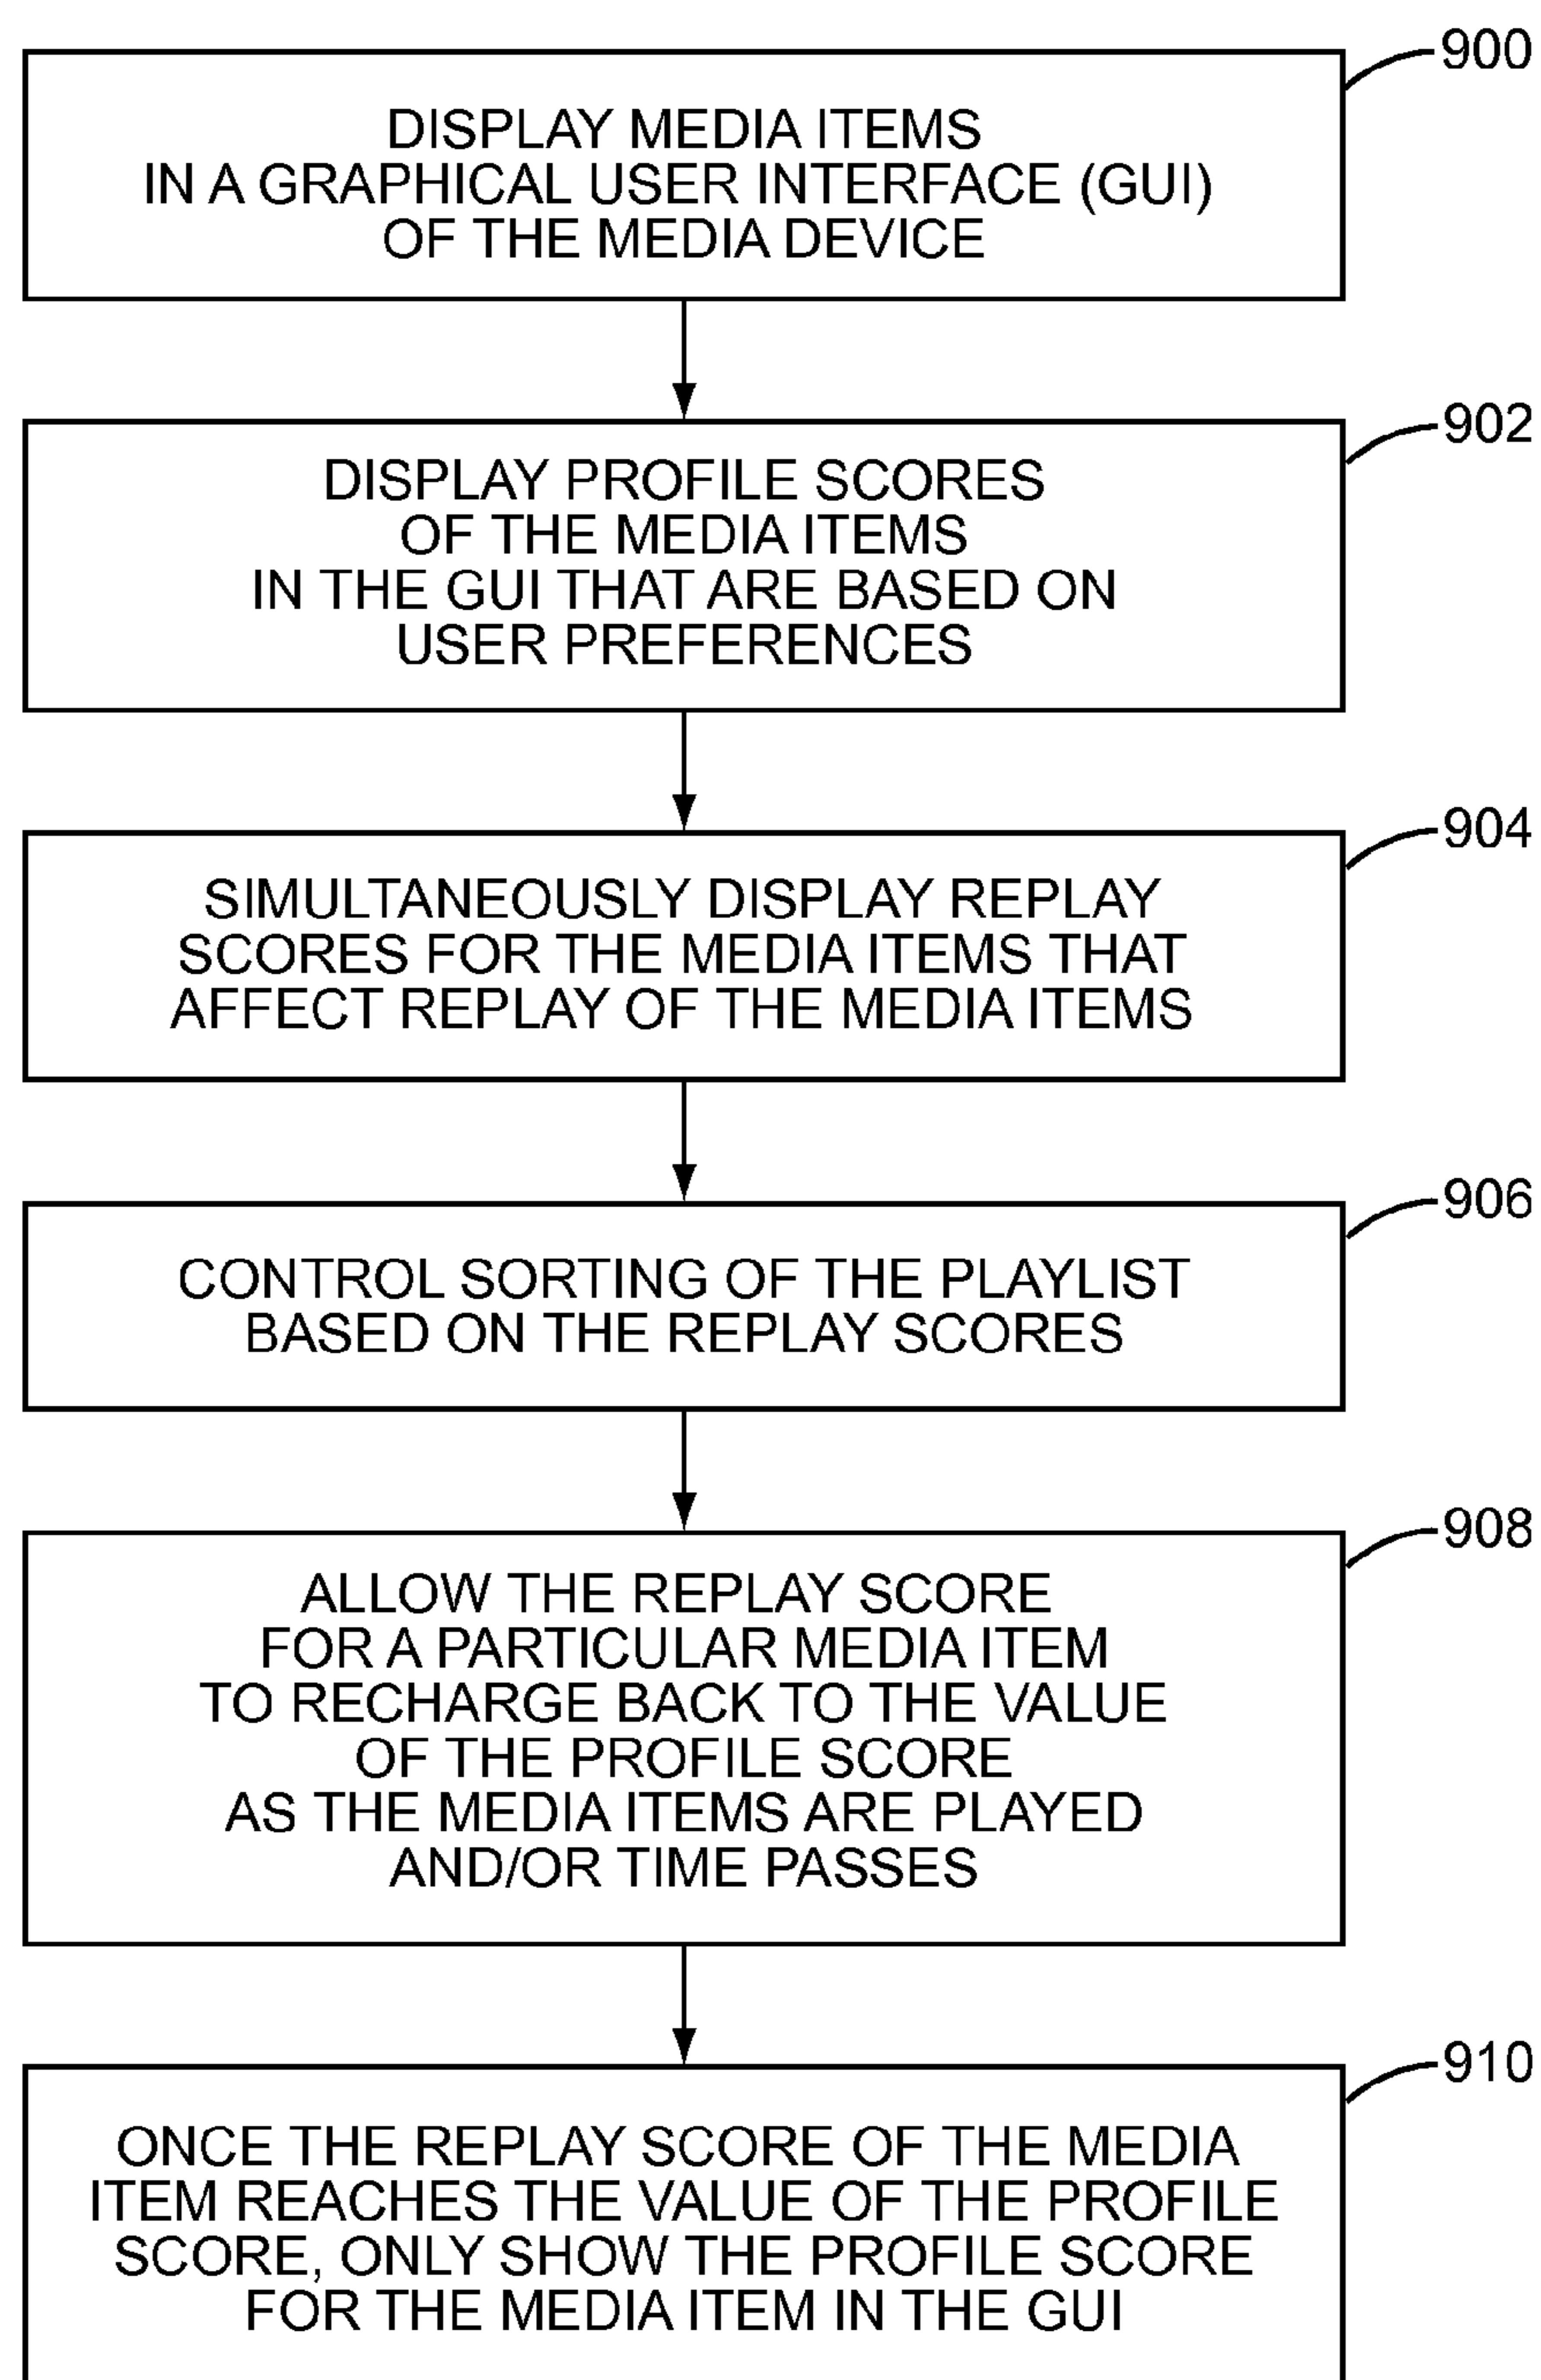 900
DISPLAY MEDIA ITEMS
IN A GRAPHICAL USER INTERFACE (GUI)
OF THE MEDIA DEVICE
902
DISPLAY PROFILE SCORES
OF THE MEDIA ITEMS
IN THE GUI THAT ARE BASED ON
USER PREFERENCES
904
SIMULTANEOUSLY DISPLAY REPLAY
SCORES FOR THE MEDIA ITEMS THAT
AFFECT REPLAY OF THE MEDIA ITEMS
906
CONTROL SORTING OF THE PLAYLIST
BASED ON THE REPLAY SCORES
908
ALLOW THE REPLAY SCORE
FOR A PARTICULAR MEDIA ITEM
TO RECHARGE BACK TO THE VALUE
OF THE PROFILE SCORE
AS THE MEDIA ITEMS ARE PLAYED
AND/OR TIME PASSES
910
ONCE THE REPLAY SCORE OF THE MEDIA
ITEM REACHES THE VALUE OF THE PROFILE
SCORE, ONLY SHOW THE PROFILE SCORE
FOR THE MEDIA ITEM IN THE GUI